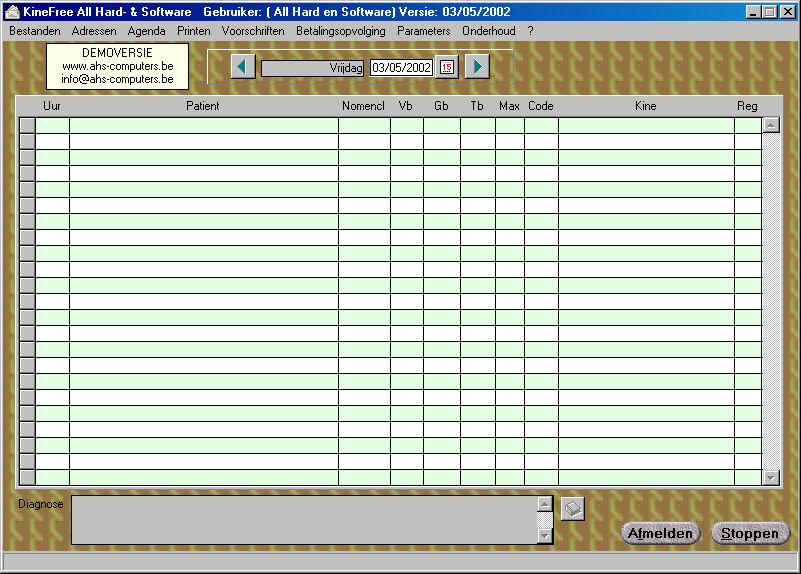 KineFree All Hard- & Software   Gebruiker: ( All Hard en Software) Versie: 03/05/2002
Bestanden Adressen Agenda Printen Voorschriften Betalingsopvolging Parameters Onderhoud ?
DEMOVERSIE
www.ahs-computers.be
info@ahs-computers.be
Vrijdag 03/05/2002 15
Uur Patient Nomencl Vb Gb Tb Max Code Kine Reg
Diagnose
Afmelden Stoppen